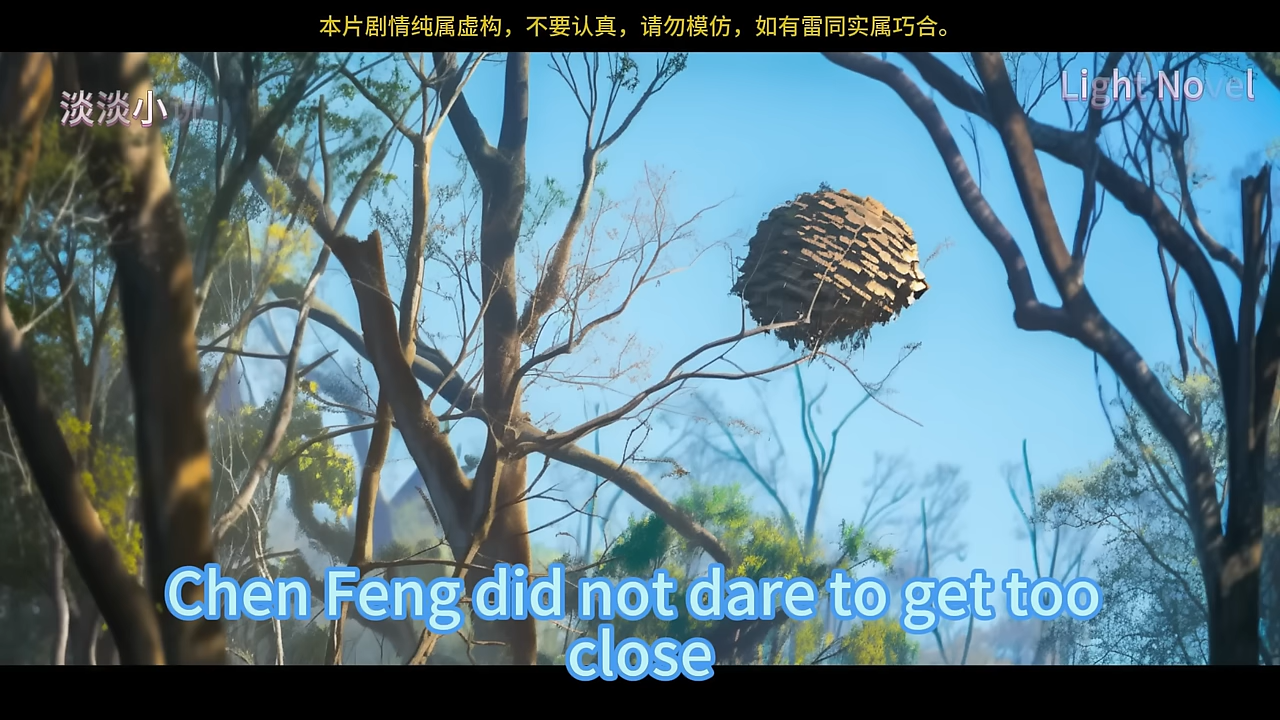 本片剧情纯属虚构，不要认真，请勿模仿，如有雷同实属巧合。
淡淡小
Light Novel
Chen Feng did not dare to get too
close